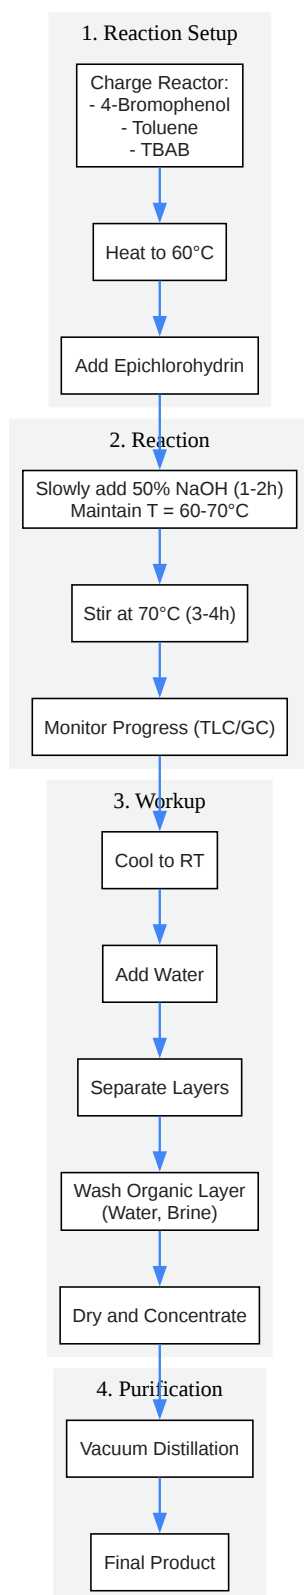 1. Reaction Setup
Charge Reactor:
- 4-Bromophenol
- Toluene
- TBAB
Heat to 60°C
Add Epichlorohydrin
2. Reaction
Slowly add 50% NaOH (1-2h)
Maintain T = 60-70°C
Stir at 70°C (3-4h)
Monitor Progress (TLC/GC)
3. Workup
Cool to RT
Add Water
Separate Layers
Wash Organic Layer
(Water, Brine)
Dry and Concentrate
4. Purification
Vacuum Distillation
Final Product